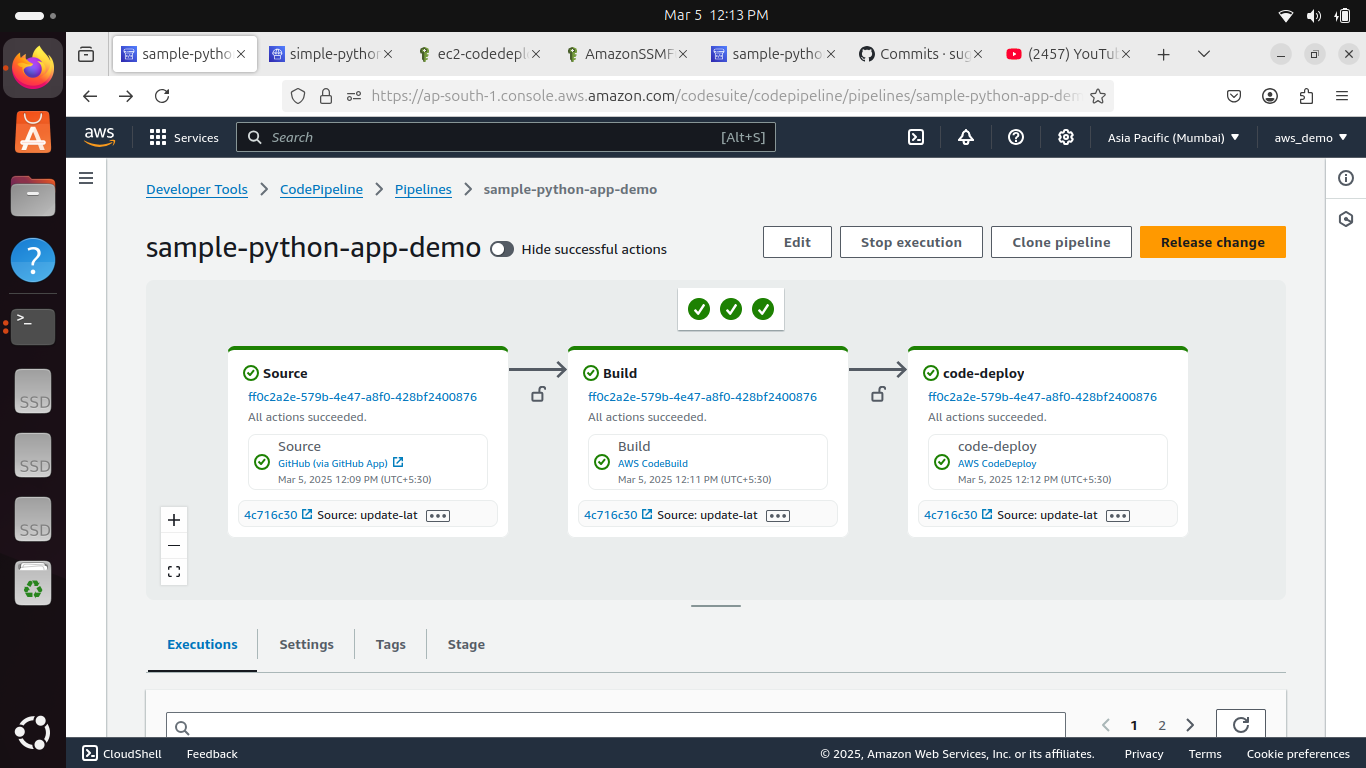 Mar 5 12:13 PM
sample-pytho
simple-python
ec2-codedepl
AmazonSSMF
sample-pytho
Commits · sug
(2457) YouTu
https://ap-south-1.console.aws.amazon.com/codesuite/codepipeline/pipelines/sample-python-app-dem
aws
Services
Search
[Alt+S]
Asia Pacific (Mumbai)
aws_demo
Developer Tools
CodePipeline
Pipelines
sample-python-app-demo
sample-python-app-demo
Hide successful actions
Edit
Stop execution
Clone pipeline
Release change
Source
ff0c2a2e-579b-4e47-a8f0-428bf2400876
All actions succeeded.
Source
GitHub (via GitHub App)
Mar 5, 2025 12:09 PM (UTC+5:30)
4c716c30 Source: update-lat
Build
ff0c2a2e-579b-4e47-a8f0-428bf2400876
All actions succeeded.
Build
AWS CodeBuild
Mar 5, 2025 12:11 PM (UTC+5:30)
4c716c30 Source: update-lat
code-deploy
ff0c2a2e-579b-4e47-a8f0-428bf2400876
All actions succeeded.
code-deploy
AWS CodeDeploy
Mar 5, 2025 12:12 PM (UTC+5:30)
4c716c30 Source: update-lat
Executions
Settings
Tags
Stage
1 2
SSD
SSD
SSD
CloudShell
Feedback
© 2025, Amazon Web Services, Inc. or its affiliates.
Privacy
Terms
Cookie preferences